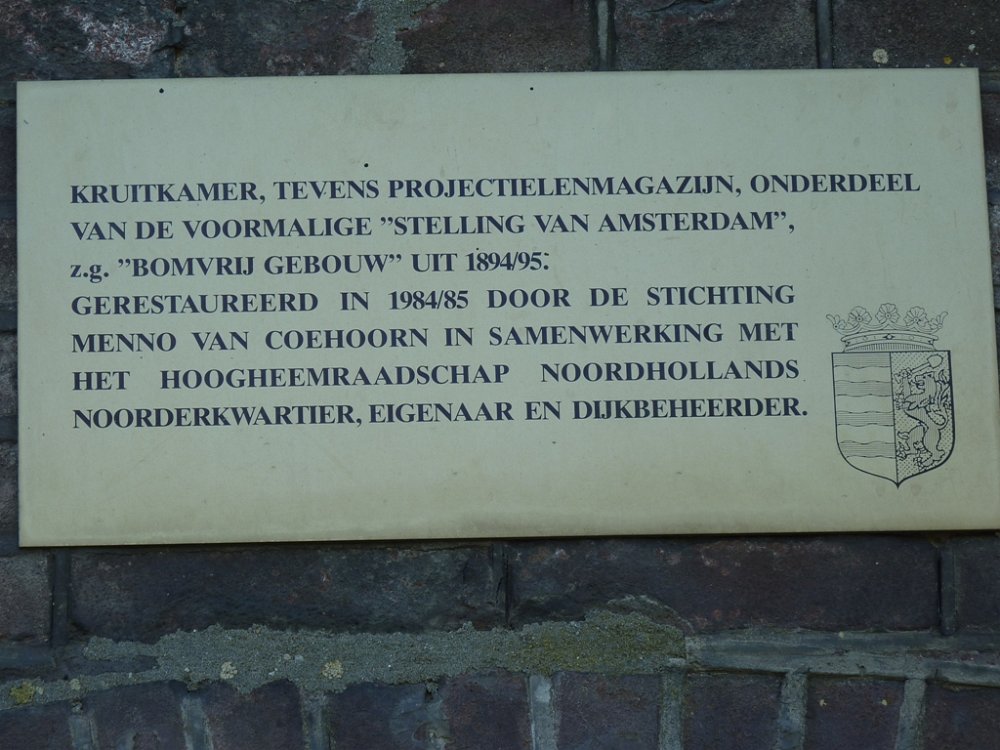 KRUITKAMER, TEVENS PROJECTIELENMAGAZIJN, ONDERDEEL
VAN DE VOORMALIGE ”STELLING VAN AMSTERDAM”,
z.g. ”BOMVRIJ GEBOUW” UIT 1894/95.
GERESTAUREERD IN 1984/85 DOOR DE STICHTING
MENNO VAN COEHOORN IN SAMENWERKING MET
HET HOOGHEEMRAADSCHAP NOORDHOLLANDS
NOORDERKWARTIER, EIGENAAR EN DIJKBEHEERDER.